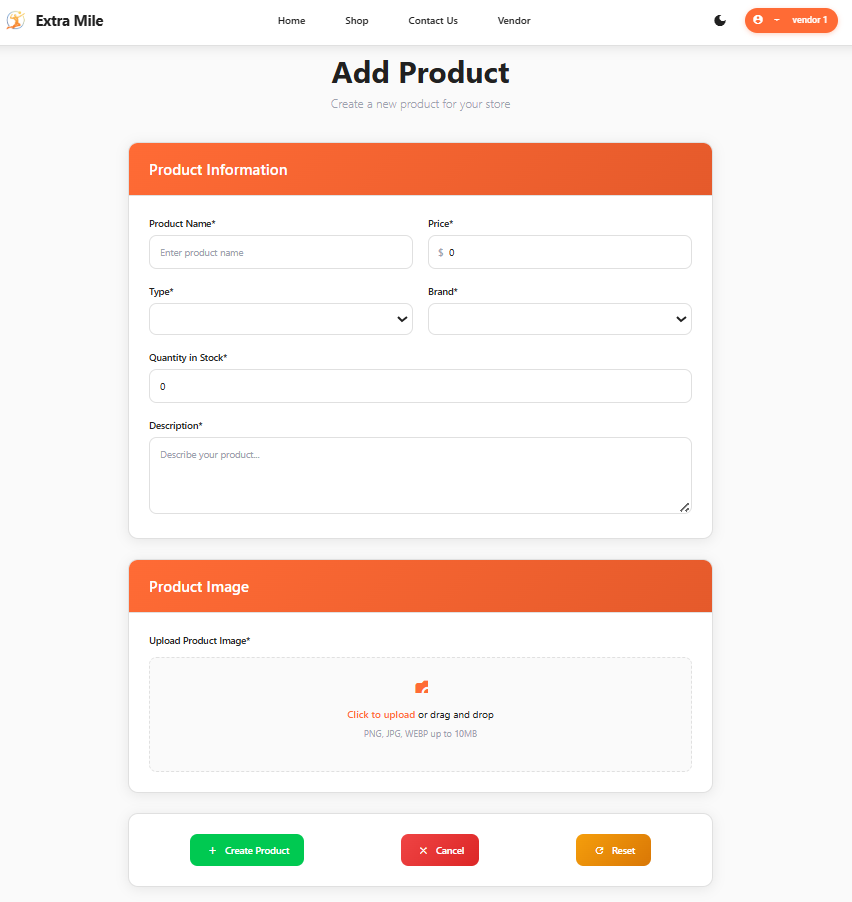 Extra Mile
Home
Shop
Contact Us
Vendor
vendor 1
Add Product
Create a new product for your store
Product Information
Product Name*
Price*
Enter product name
$ 0
Type*
Brand*
Quantity in Stock*
0
Description*
Describe your product...
Product Image
Upload Product Image*
Click to upload or drag and drop
PNG, JPG, WEBP up to 10MB
+ Create Product
Cancel
Reset